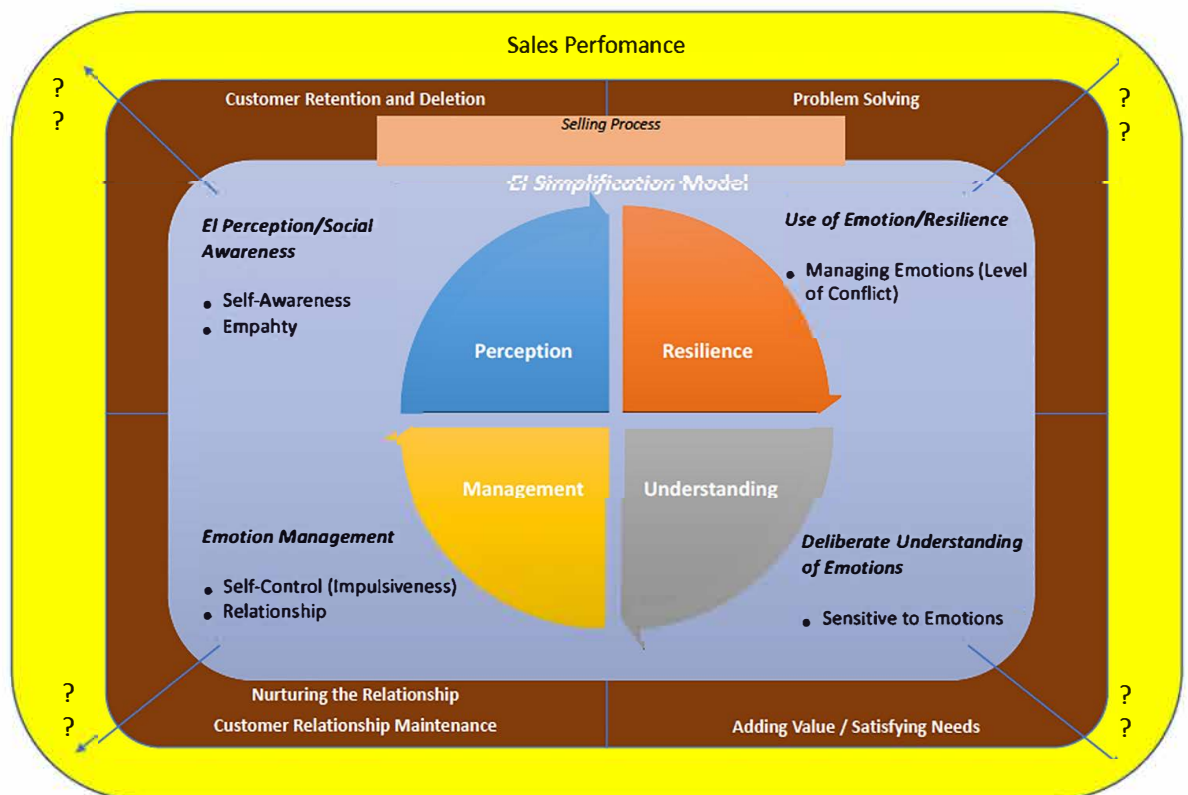 Sales Perfomance
?
?
?
?
Customer Retention and Deletion
Problem Solving
Selling Process
EI Simplification Model
EI Perception/Social
Awareness
• Self-Awareness
• Empahty
Use of Emotion/Resilience
• Managing Emotions (Level
of Conflict)
Perception
Resilience
Management
Understanding
Emotion Management
• Self-Control (Impulsiveness)
• Relationship
Deliberate Understanding
of Emotions
• Sensitive to Emotions
?
?
?
?
Nurturing the Relationship
Customer Relationship Maintenance
Adding Value / Satisfying Needs